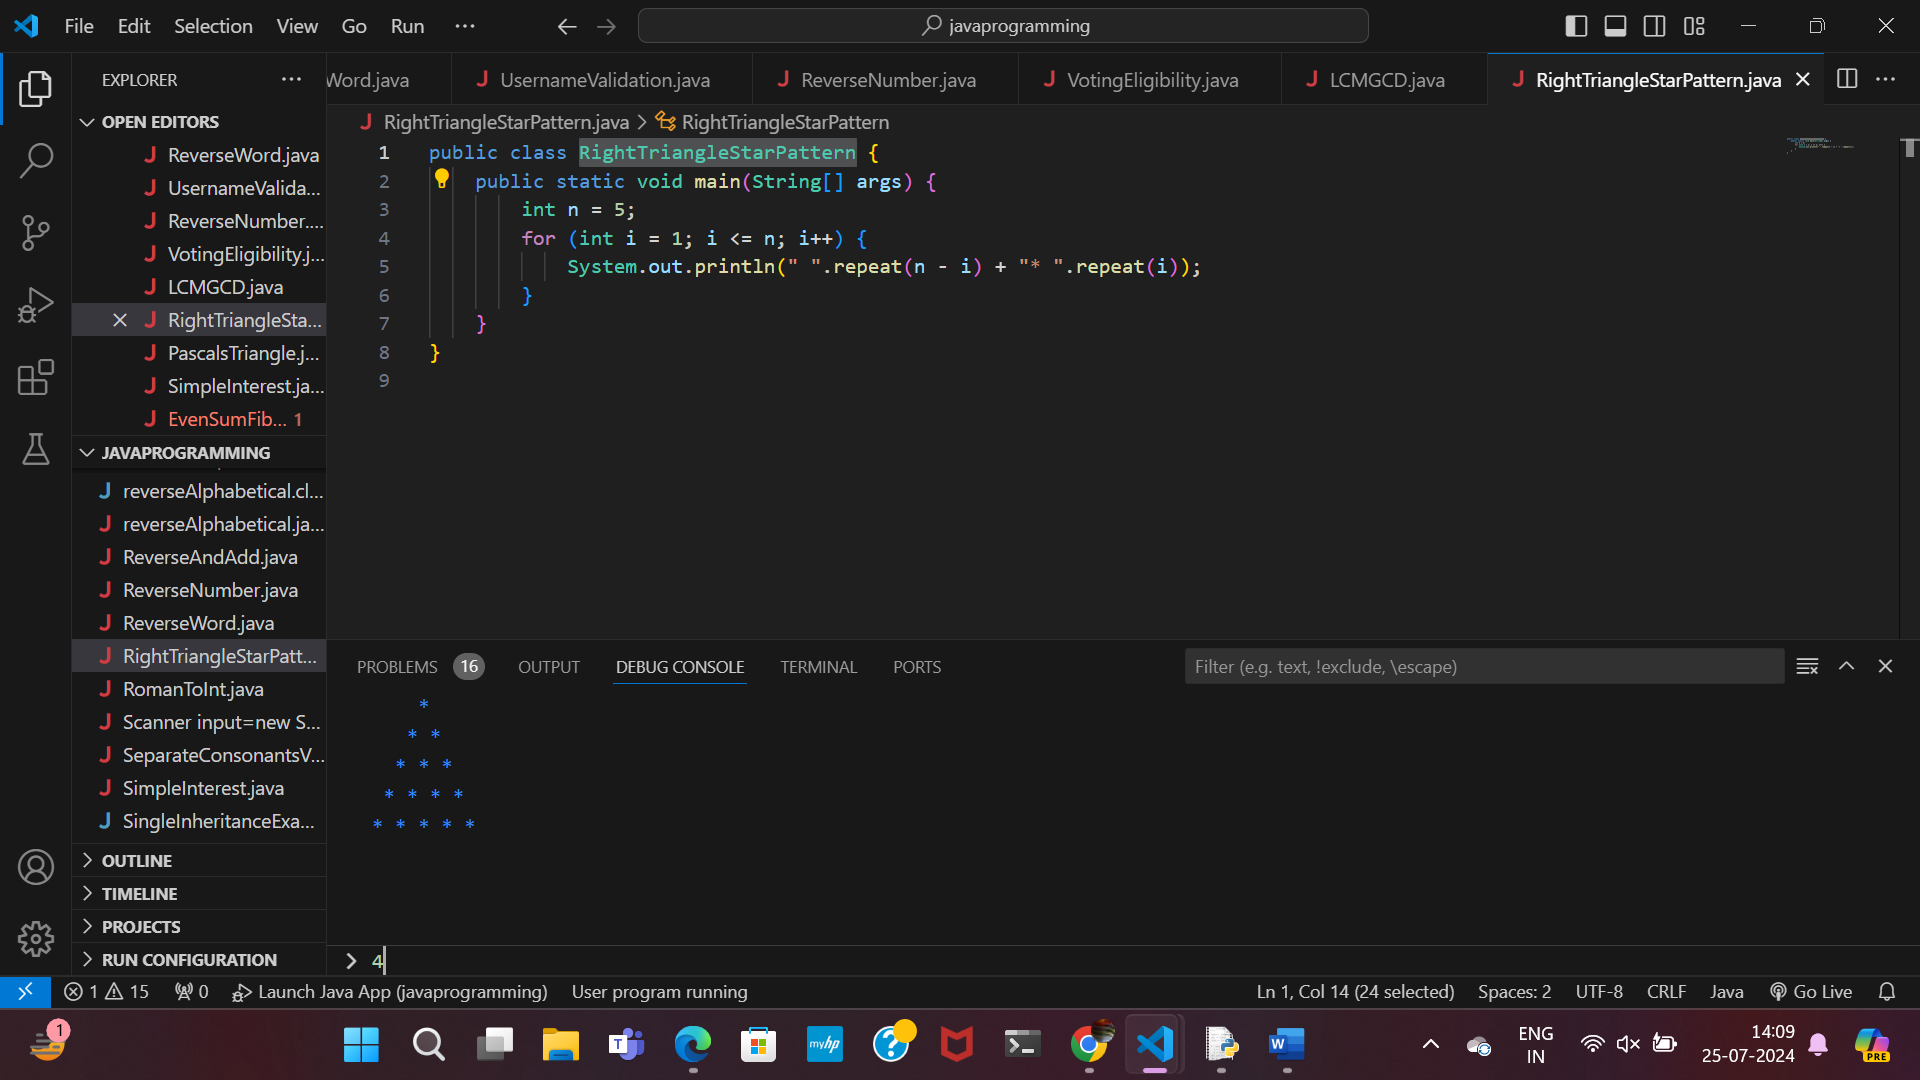 File Edit Selection View Go Run ···
javaprogramming
EXPLORER
Word.java
UsernameValidation.java
ReverseNumber.java
VotingEligibility.java
LCMGCD.java
RightTriangleStarPattern.java
OPEN EDITORS
ReverseWord.java
UsernameValida...
ReverseNumber....
VotingEligibility.j...
LCMGCD.java
RightTriangleSta...
PascalsTriangle.j...
SimpleInterest.ja...
EvenSumFib... 1
JAVAPROGRAMMING
reverseAlphabetical.cl...
reverseAlphabetical.ja...
ReverseAndAdd.java
ReverseNumber.java
ReverseWord.java
RightTriangleStarPatt...
RomanToInt.java
Scanner input=new S...
SeparateConsonantsV...
SimpleInterest.java
SingleInheritanceExa...
OUTLINE
TIMELINE
PROJECTS
RUN CONFIGURATION
RightTriangleStarPattern.java > RightTriangleStarPattern
1 public class RightTriangleStarPattern {
2 public static void main(String[] args) {
3 int n = 5;
4 for (int i = 1; i <= n; i++) {
5 System.out.println(" ".repeat(n - i) + "* ".repeat(i));
6 }
7 }
8 }
9
PROBLEMS 16 OUTPUT DEBUG CONSOLE TERMINAL PORTS
Filter (e.g. text, !exclude, \escape)
*
* *
* * *
* * * *
* * * * *
> 4
1 15 0 Launch Java App (javaprogramming) User program running
Ln 1, Col 14 (24 selected) Spaces: 2 UTF-8 CRLF Java Go Live
1
T
myhp
?
W
PRE
ENG
IN
14:09
25-07-2024